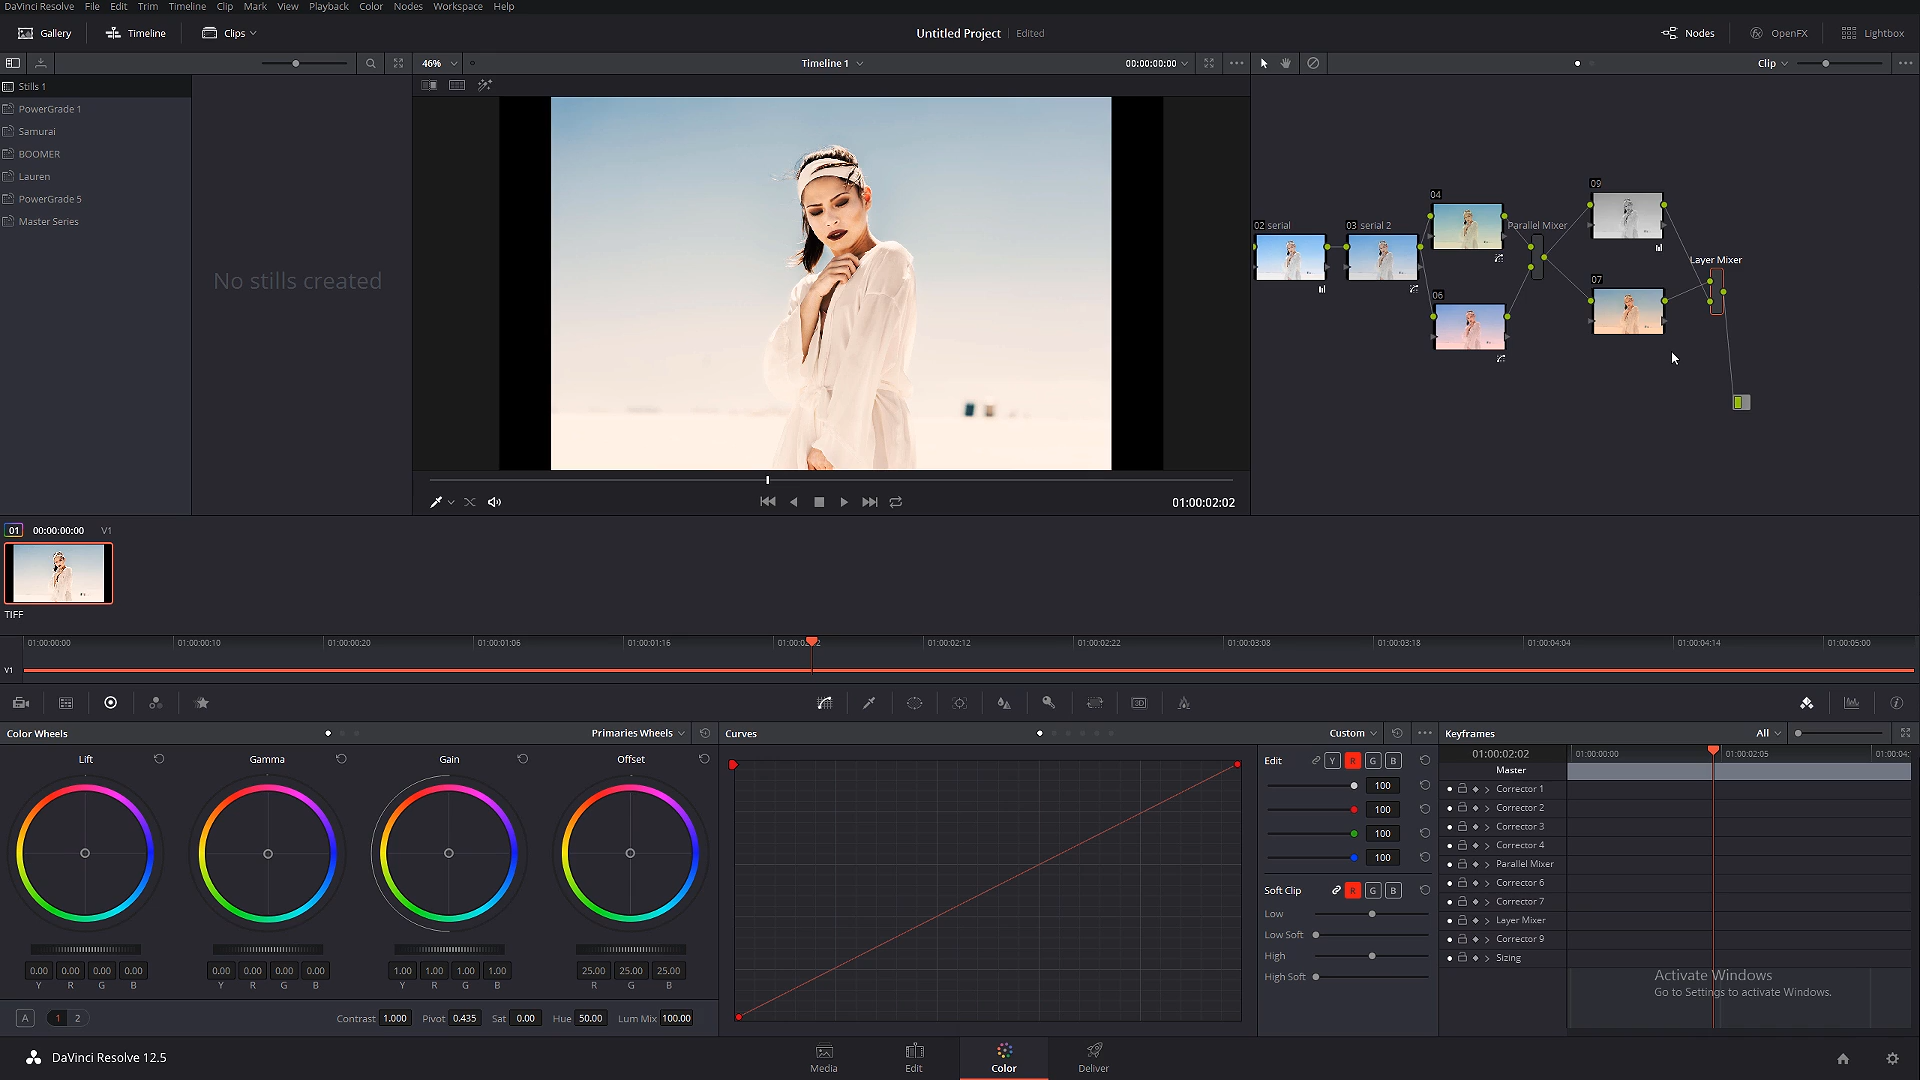 DaVinci Resolve File Edit Trim Timeline Clip Mark View Playback Color Nodes Workspace Help
Gallery Timeline Clips Untitled Project Edited Nodes OpenFX Lightbox
46% Timeline 1 00:00:00:00 Clip
Stills 1
PowerGrade 1
Samurai
BOOMER
Lauren
PowerGrade 5
Master Series
No stills created
02 serial
03 serial 2
04
Parallel Mixer
06
09
07
Layer Mixer
01:00:02:02
01 00:00:00:00 V1
TIFF
01:00:00:00 01:00:00:10 01:00:00:20 01:00:01:06 01:00:01:16 01:00:02:12 01:00:02:22 01:00:03:08 01:00:03:18 01:00:04:04 01:00:04:14 01:00:05:00
V1
3D
Color Wheels Primaries Wheels
Lift Gamma Gain Offset
0.00 0.00 0.00 0.00 0.00 0.00 0.00 0.00 1.00 1.00 1.00 1.00 25.00 25.00 25.00
Y R G B Y R G B Y R G B R G B
A 1 2 Contrast 1.000 Pivot 0.435 Sat 0.00 Hue 50.00 Lum Mix 100.00
Curves Custom
Edit Y R G B
100
100
100
100
Soft Clip R G B
Low
Low Soft
High
High Soft
Keyframes All
01:00:02:02 01:00:00:00 01:00:02:05 01:00:04:
Master
Corrector 1
Corrector 2
Corrector 3
Corrector 4
Parallel Mixer
Corrector 6
Corrector 7
Layer Mixer
Corrector 9
Sizing
Activate Windows
Go to Settings to activate Windows.
DaVinci Resolve 12.5 Media Edit Color Deliver